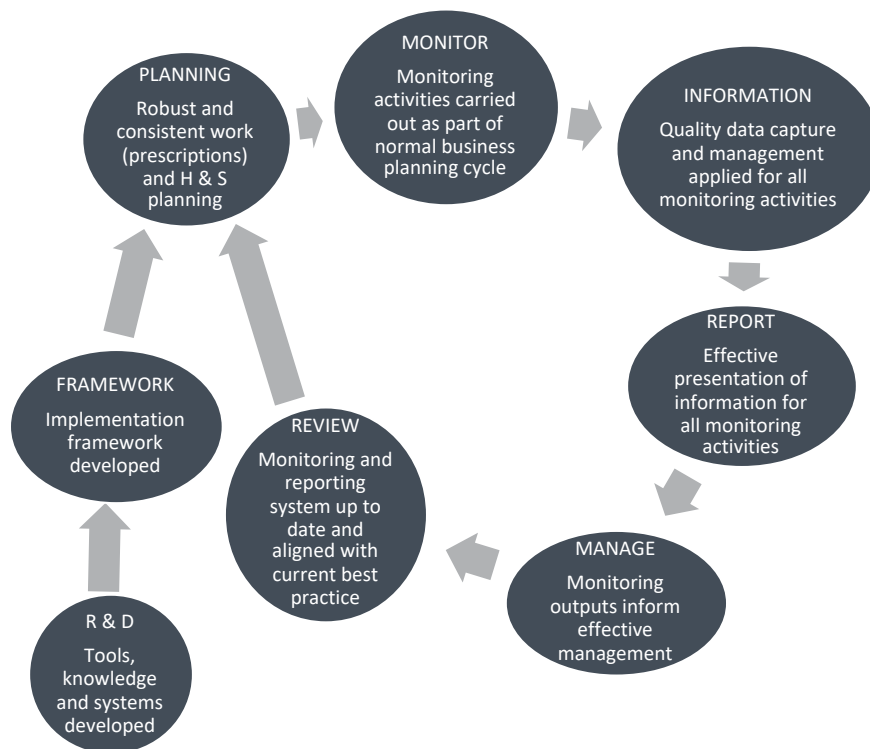 PLANNING
Robust and
consistent work
(prescriptions)
and H & S
planning
MONITOR
Monitoring
activities carried
out as part of
normal business
planning cycle
INFORMATION
Quality data capture
and management
applied for all
monitoring activities
REPORT
Effective
presentation of
information for
all monitoring
activities
MANAGE
Monitoring
outputs inform
effective
management
REVIEW
Monitoring and
reporting
system up to
date and
aligned with
current best
practice
FRAMEWORK
Implementation
framework
developed
R & D
Tools,
knowledge
and systems
developed